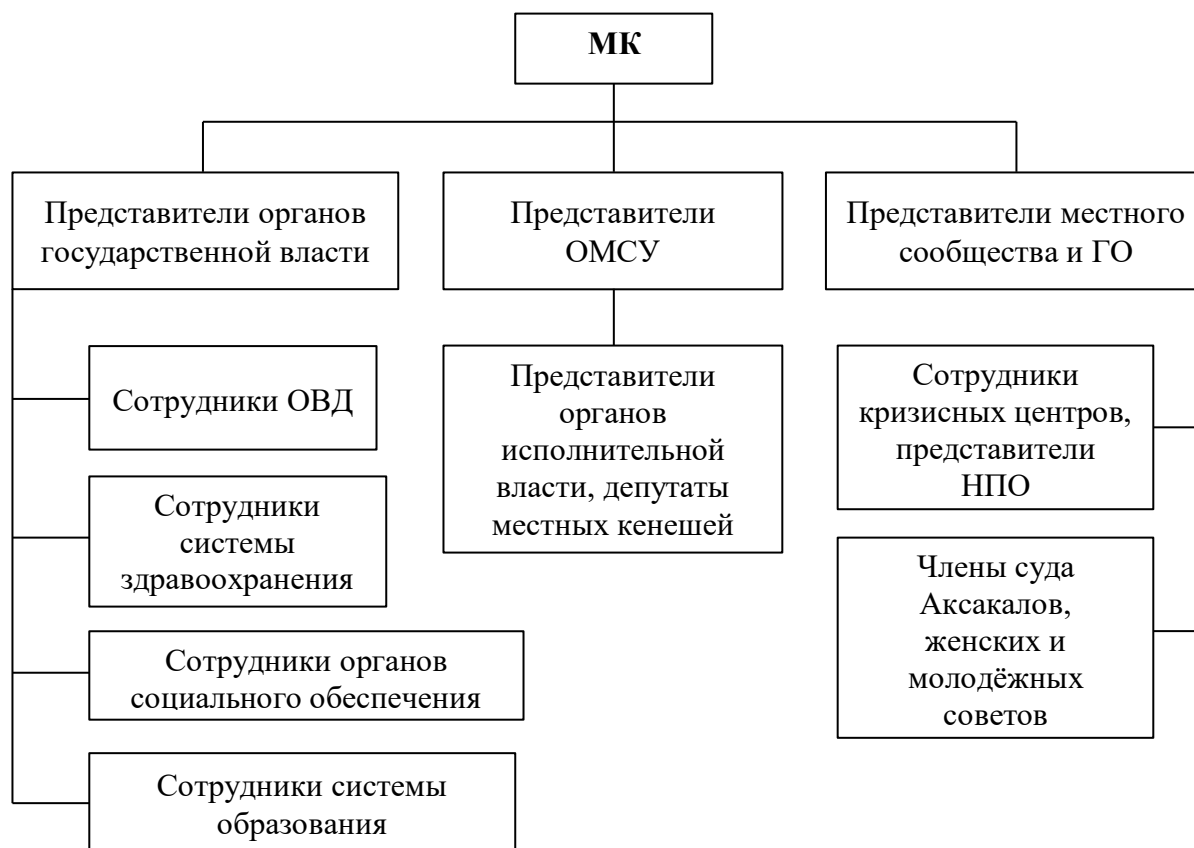 МК
Представители органов
государственной власти
Представители
ОМСУ
Представители местного
сообщества и ГО
Сотрудники ОВД
Сотрудники
системы
здравоохранения
Сотрудники органов
социального обеспечения
Сотрудники системы
образования
Представители
органов
исполнительной
власти, депутаты
местных кенешей
Сотрудники
кризисных центров,
представители
НПО
Члены суда
Аксакалов,
женских и
молодёжных
советов